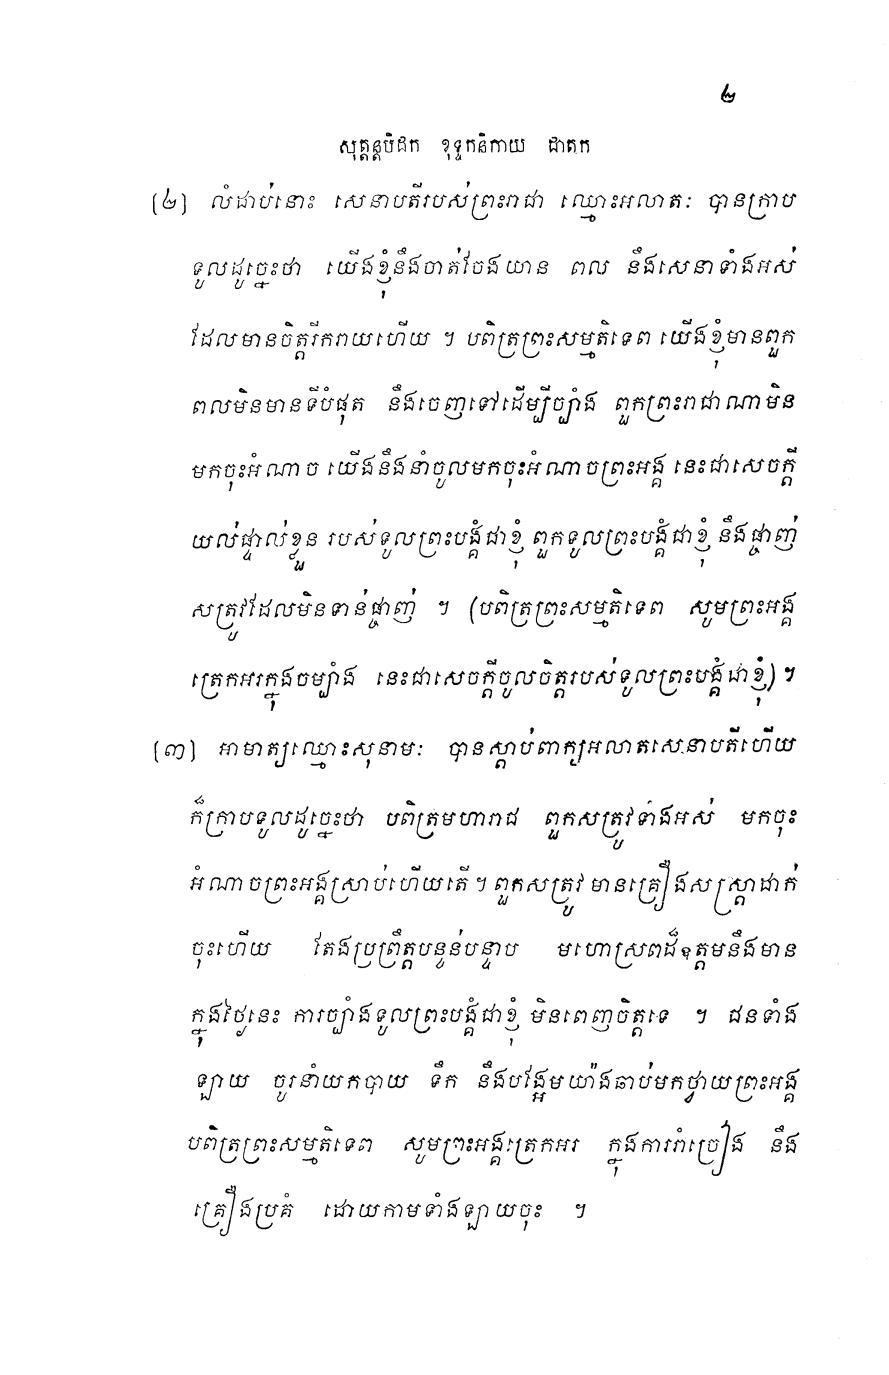 ២
សុត្តន្តបិដក ខុទ្ទកនិកាយ ជាតក
(២) លំដាប់នោះ សេនាបតីរបស់ព្រះរាជា ឈ្មោះអលាតៈ បានក្រាប
ទូលដូច្នេះថា យើងខ្ញុំនឹងចាត់ចែងយាន ពល នឹងសេនាទាំងអស់
ដែលមានចិត្តរីករាយហើយ ។ បពិត្រព្រះសម្មតិទេព យើងខ្ញុំមានពួក
ពលមិនមានទីបំផុត នឹងចេញទៅដើម្បីច្បាំង ពួកព្រះរាជាណាមិន
មកចុះអំណាច យើងនឹងនាំចូលមកចុះអំណាចព្រះអង្គ នេះជាសេចក្តី
យល់ផ្ទាល់ខ្លួន របស់ទូលព្រះបង្គំជាខ្ញុំ ពួកទូលព្រះបង្គំជាខ្ញុំ នឹងផ្ចាញ់
សត្រូវដែលមិនទាន់ផ្ចាញ់ ។ (បពិត្រព្រះសម្មតិទេព សូមព្រះអង្គ
ត្រេកអរក្នុងចម្បាំង នេះជាសេចក្តីចូលចិត្តរបស់ទូលព្រះបង្គំជាខ្ញុំ) ។
(៣) អាមាត្យឈ្មោះសុនាមៈ បានស្តាប់ពាក្យអលាតសេនាបតីហើយ
ក៏ក្រាបទូលដូច្នេះថា បពិត្រមហារាជ ពួកសត្រូវទាំងអស់ មកចុះ
អំណាចព្រះអង្គស្រាប់ហើយតើ ។ ពួកសត្រូវ មានគ្រឿងសស្ត្រាដាក់
ចុះហើយ តែងប្រព្រឹត្តបន្ទន់បន្ទាប មហោស្រពដ៏ឧត្តមនឹងមាន
ក្នុងថ្ងៃនេះ ការច្បាំងទូលព្រះបង្គំជាខ្ញុំ មិនពេញចិត្តទេ ។ ជនទាំង
ឡាយ ចូរនាំយកបាយ ទឹក នឹងបង្អែមយ៉ាងឆាប់មកថ្វាយព្រះអង្គ
បពិត្រព្រះសម្មតិទេព សូមព្រះអង្គត្រេកអរ ក្នុងការរាំច្រៀង នឹង
គ្រឿងប្រគំ ដោយកាមទាំងឡាយចុះ ។